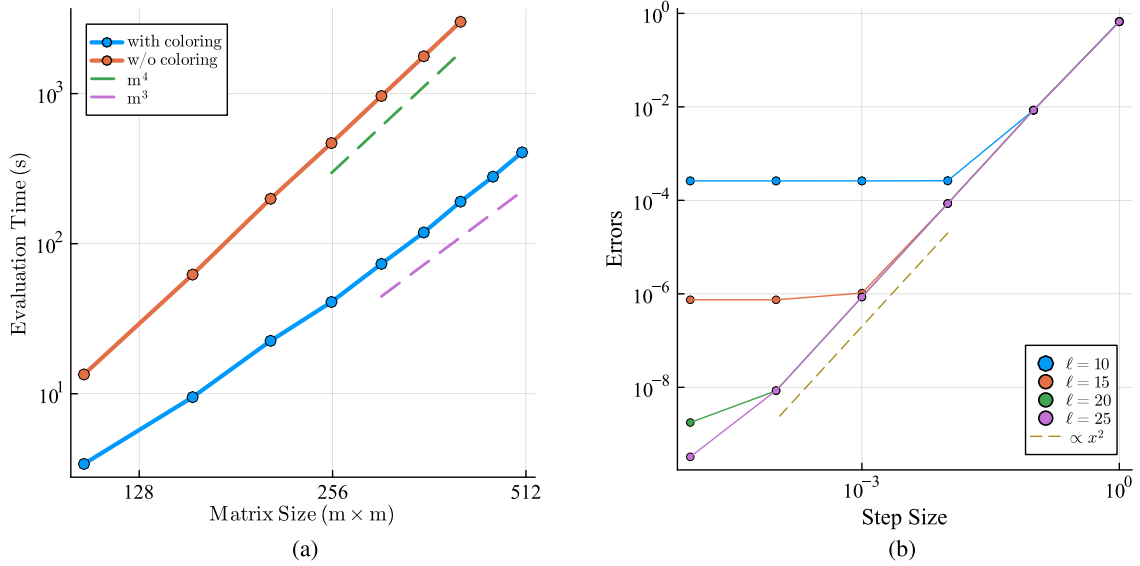 with coloring
w/o coloring
m⁴
m³
10³
10²
10¹
Evaluation Time (s)
128
256
512
Matrix Size (m × m)
(a)
10⁰
10⁻²
10⁻⁴
10⁻⁶
10⁻⁸
Errors
ℓ = 10
ℓ = 15
ℓ = 20
ℓ = 25
∝ x²
10⁻³
10⁰
Step Size
(b)